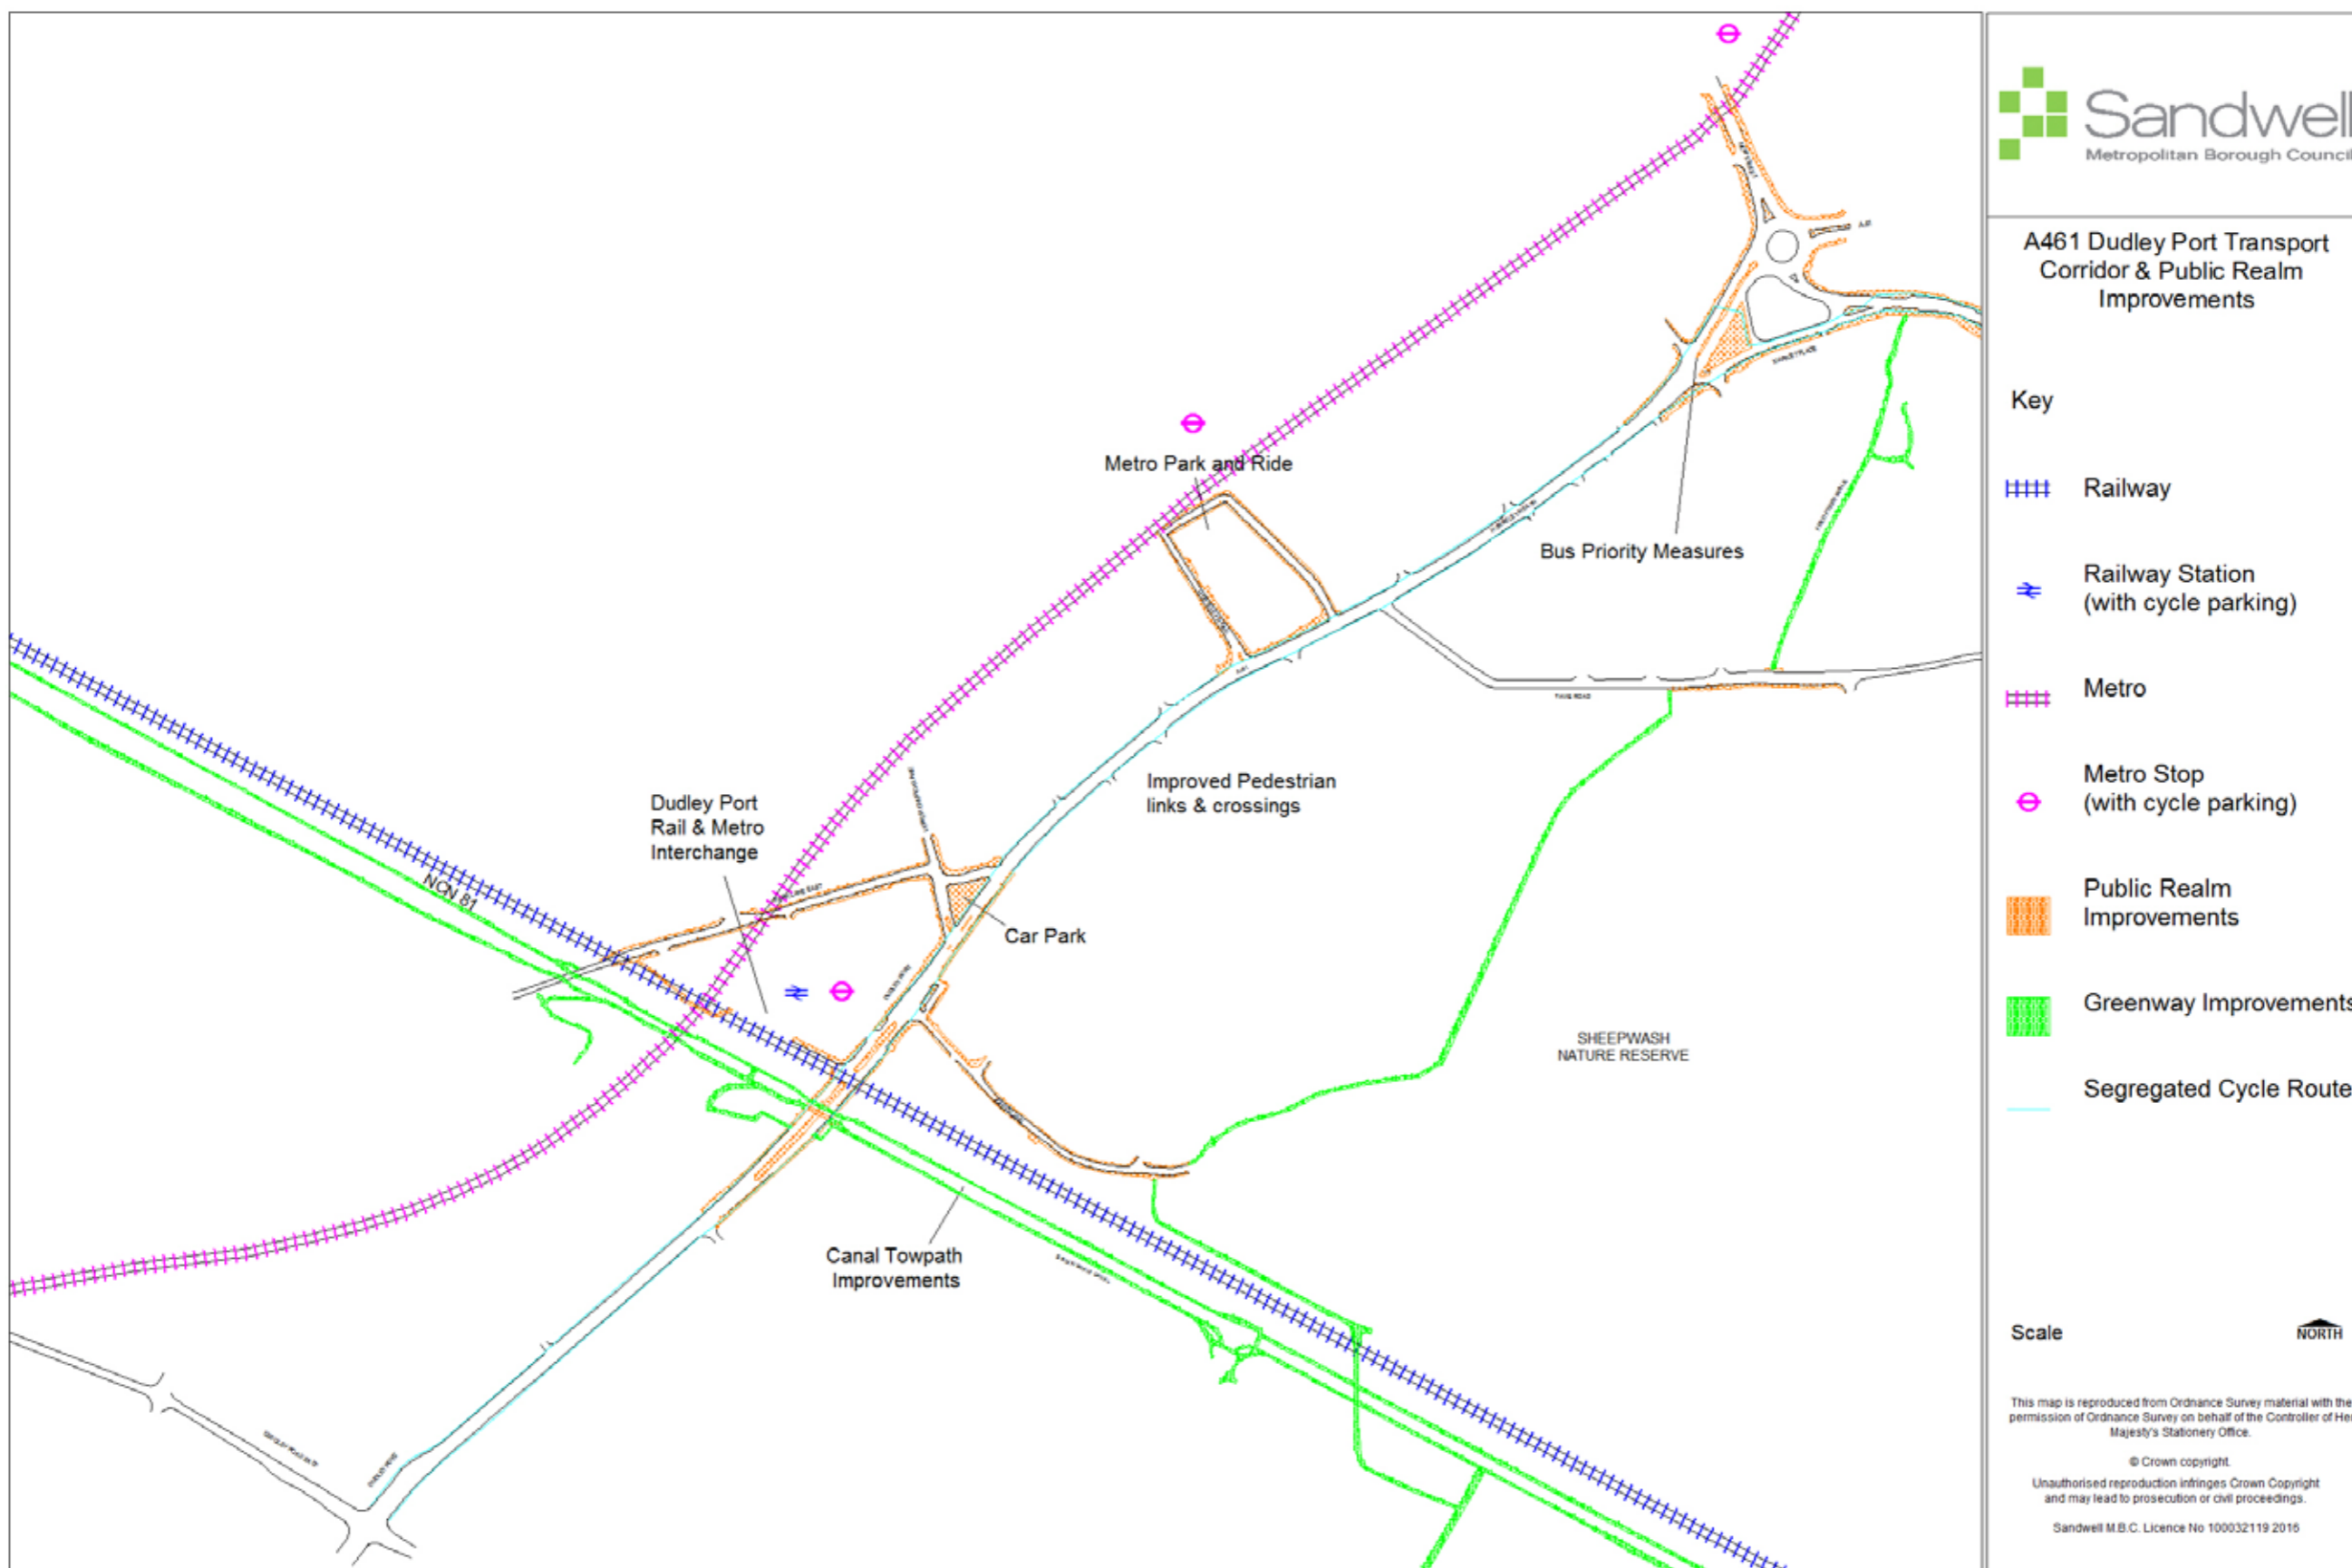 Sandwell
Metropolitan Borough Council
A461 Dudley Port Transport
Corridor & Public Realm
Improvements
Key
Railway
Railway Station
(with cycle parking)
Metro
Metro Stop
(with cycle parking)
Public Realm
Improvements
Greenway Improvements
Segregated Cycle Route
Scale
NORTH
This map is reproduced from Ordnance Survey material with the
permission of Ordnance Survey on behalf of the Controller of Her
Majesty's Stationery Office.
© Crown copyright.
Unauthorised reproduction infringes Crown Copyright
and may lead to prosecution or civil proceedings.
Sandwell M.B.C. Licence No 100032119 2016
Metro Park and Ride
Bus Priority Measures
MARKET PLACE
Improved Pedestrian
links & crossings
Dudley Port
Rail & Metro
Interchange
NCN 81
Car Park
SHEEPWASH
NATURE RESERVE
Canal Towpath
Improvements